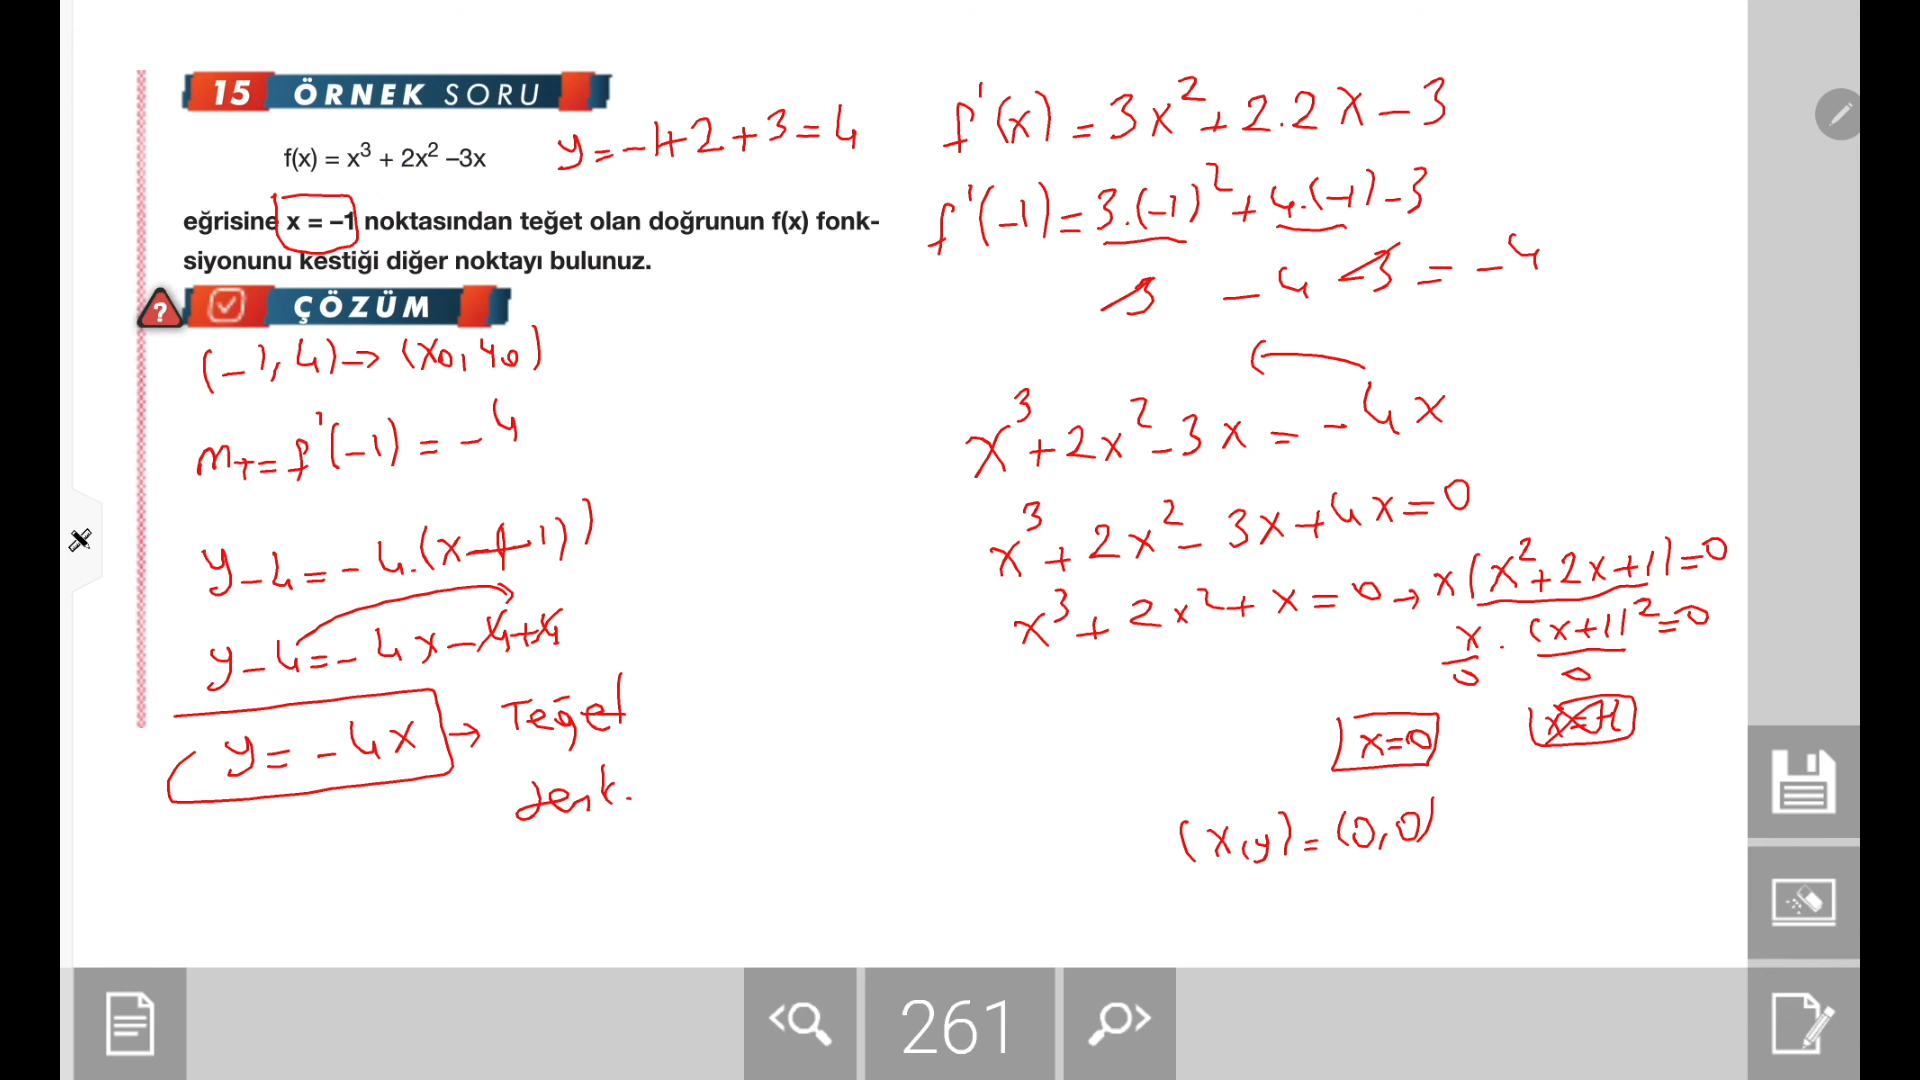 15 ÖRNEK SORU
f(x) = x³ + 2x² –3x
y = -1+2+3 = 4
eğrisine x = –1 noktasından teğet olan doğrunun f(x) fonk-
siyonunu kestiği diğer noktayı bulunuz.
? ÇÖZÜM
(-1, 4) → (x₀, y₀)
m_T = f'(-1) = -4
y - 4 = -4.(x-(-1))
y - 4 = -4x - 4 + 4
y = -4x → Teğet
denk.
f'(x) = 3x² + 2.2x - 3
f'(-1) = 3.(-1)² + 4.(-1) - 3
3 - 4 - 3 = -4
x³ + 2x² - 3x = -4x
x³ + 2x² - 3x + 4x = 0
x³ + 2x² + x = 0 → x(x² + 2x + 1) = 0
x . (x+1)² = 0
0 0
x=0 x=-1
(x,y) = (0,0)
261